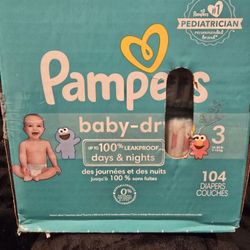 PEDIATRICIAN
recommended
brand
Pampers
baby-dry
UP TO 100% LEAKPROOF
days & nights
des journées et des nuits
jusqu'à 100 % sans fuites
3
0%
104
DIAPERS
COUCHES